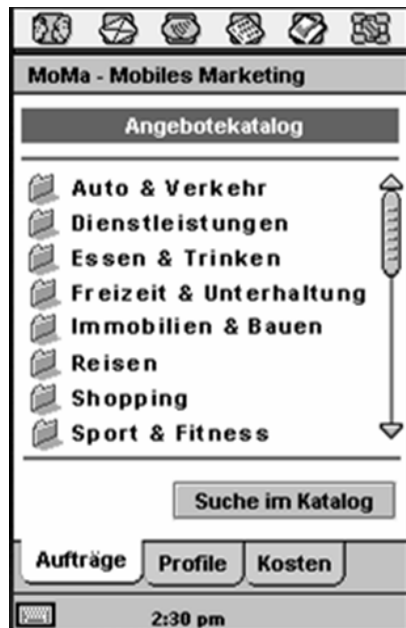 MoMa - Mobiles Marketing
Angebotekatalog
Auto & Verkehr
Dienstleistungen
Essen & Trinken
Freizeit & Unterhaltung
Immobilien & Bauen
Reisen
Shopping
Sport & Fitness
Suche im Katalog
Aufträge Profile Kosten
2:30 pm